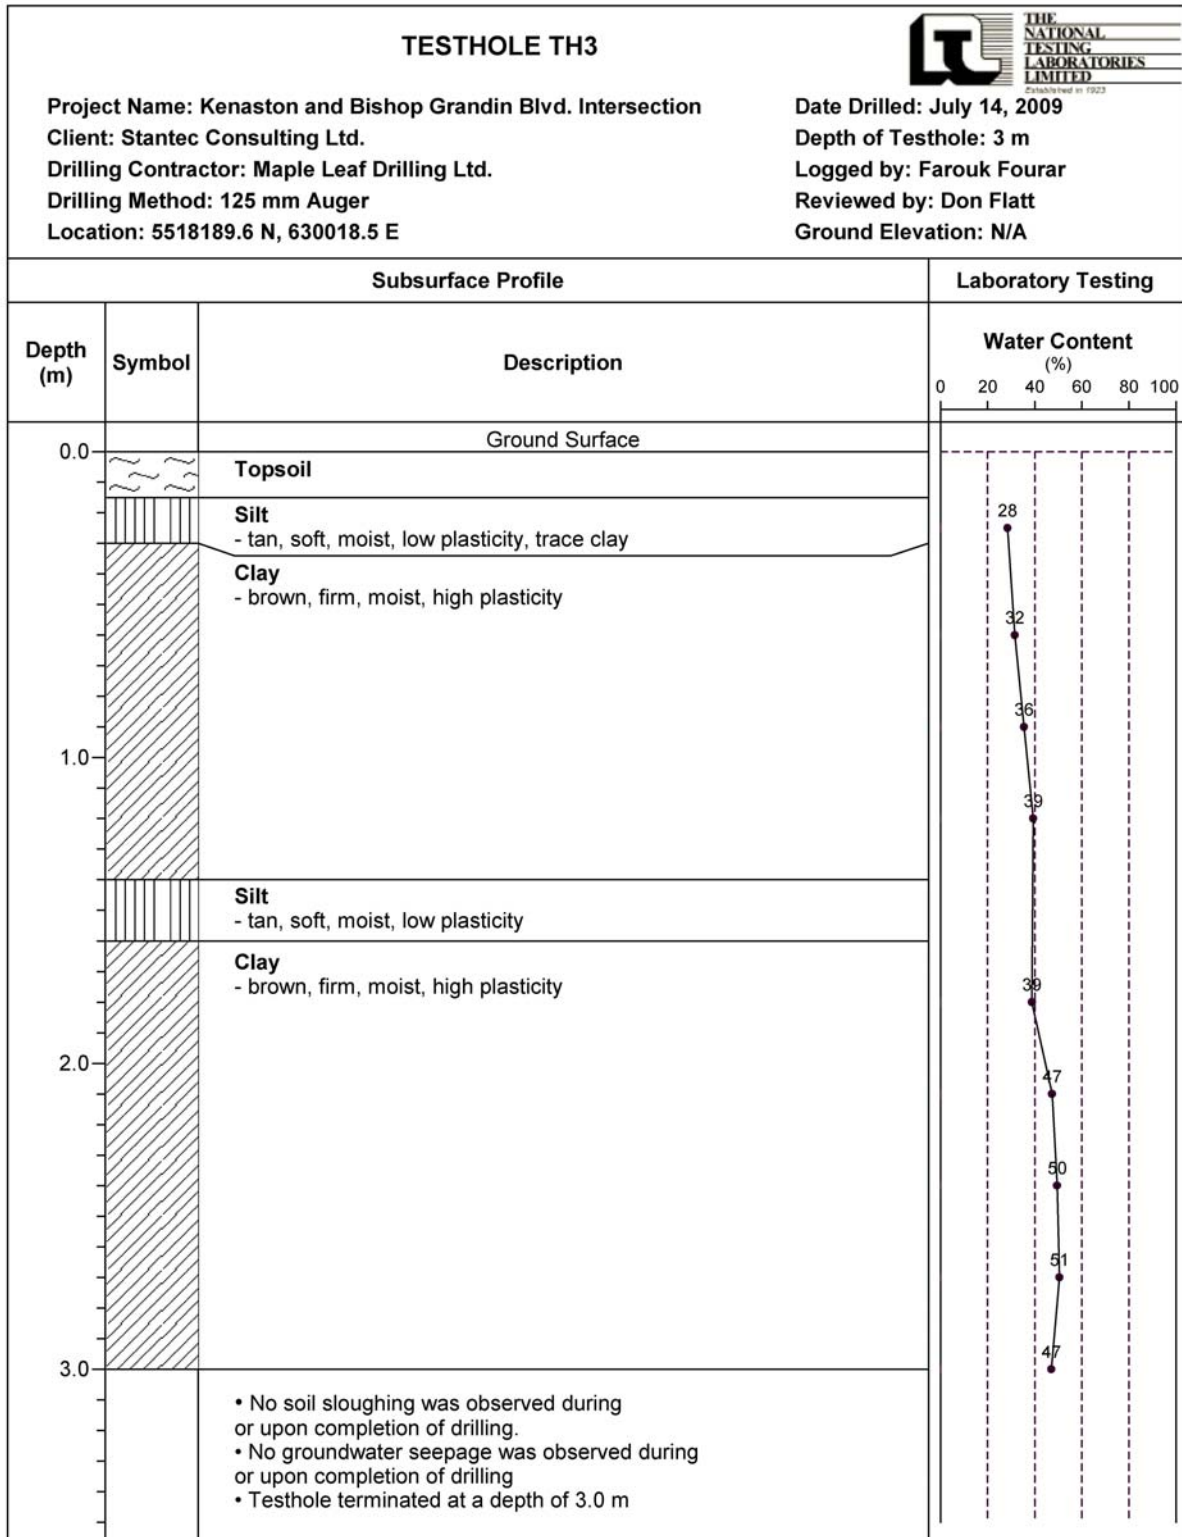 TESTHOLE TH3
THE
NATIONAL
TESTING
LABORATORIES
LIMITED
Established in 1923
Project Name: Kenaston and Bishop Grandin Blvd. Intersection
Client: Stantec Consulting Ltd.
Drilling Contractor: Maple Leaf Drilling Ltd.
Drilling Method: 125 mm Auger
Location: 5518189.6 N, 630018.5 E
Date Drilled: July 14, 2009
Depth of Testhole: 3 m
Logged by: Farouk Fourar
Reviewed by: Don Flatt
Ground Elevation: N/A
Subsurface Profile
Laboratory Testing
Depth
(m)
Symbol
Description
Water Content
(%)
0 20 40 60 80 100
Ground Surface
0.0
Topsoil
Silt
- tan, soft, moist, low plasticity, trace clay
28
Clay
- brown, firm, moist, high plasticity
32
36
1.0
39
Silt
- tan, soft, moist, low plasticity
Clay
- brown, firm, moist, high plasticity
39
2.0
47
50
51
47
3.0
• No soil sloughing was observed during
or upon completion of drilling.
• No groundwater seepage was observed during
or upon completion of drilling
• Testhole terminated at a depth of 3.0 m